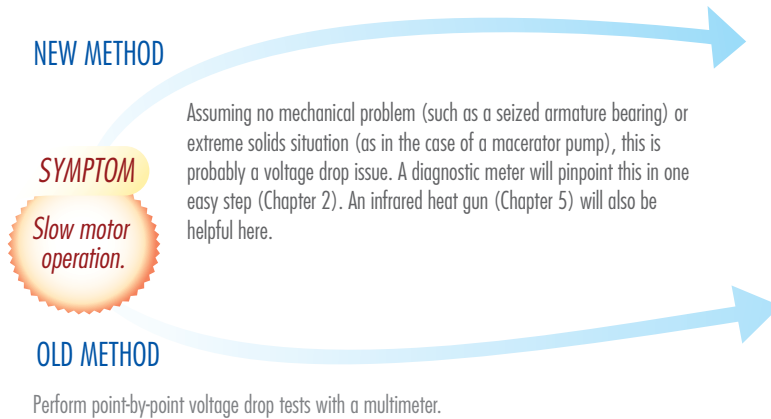 NEW METHOD
Assuming no mechanical problem (such as a seized armature bearing) or
extreme solids situation (as in the case of a macerator pump), this is
probably a voltage drop issue. A diagnostic meter will pinpoint this in one
easy step (Chapter 2). An infrared heat gun (Chapter 5) will also be
helpful here.
SYMPTOM
Slow motor
operation.
OLD METHOD
Perform point-by-point voltage drop tests with a multimeter.